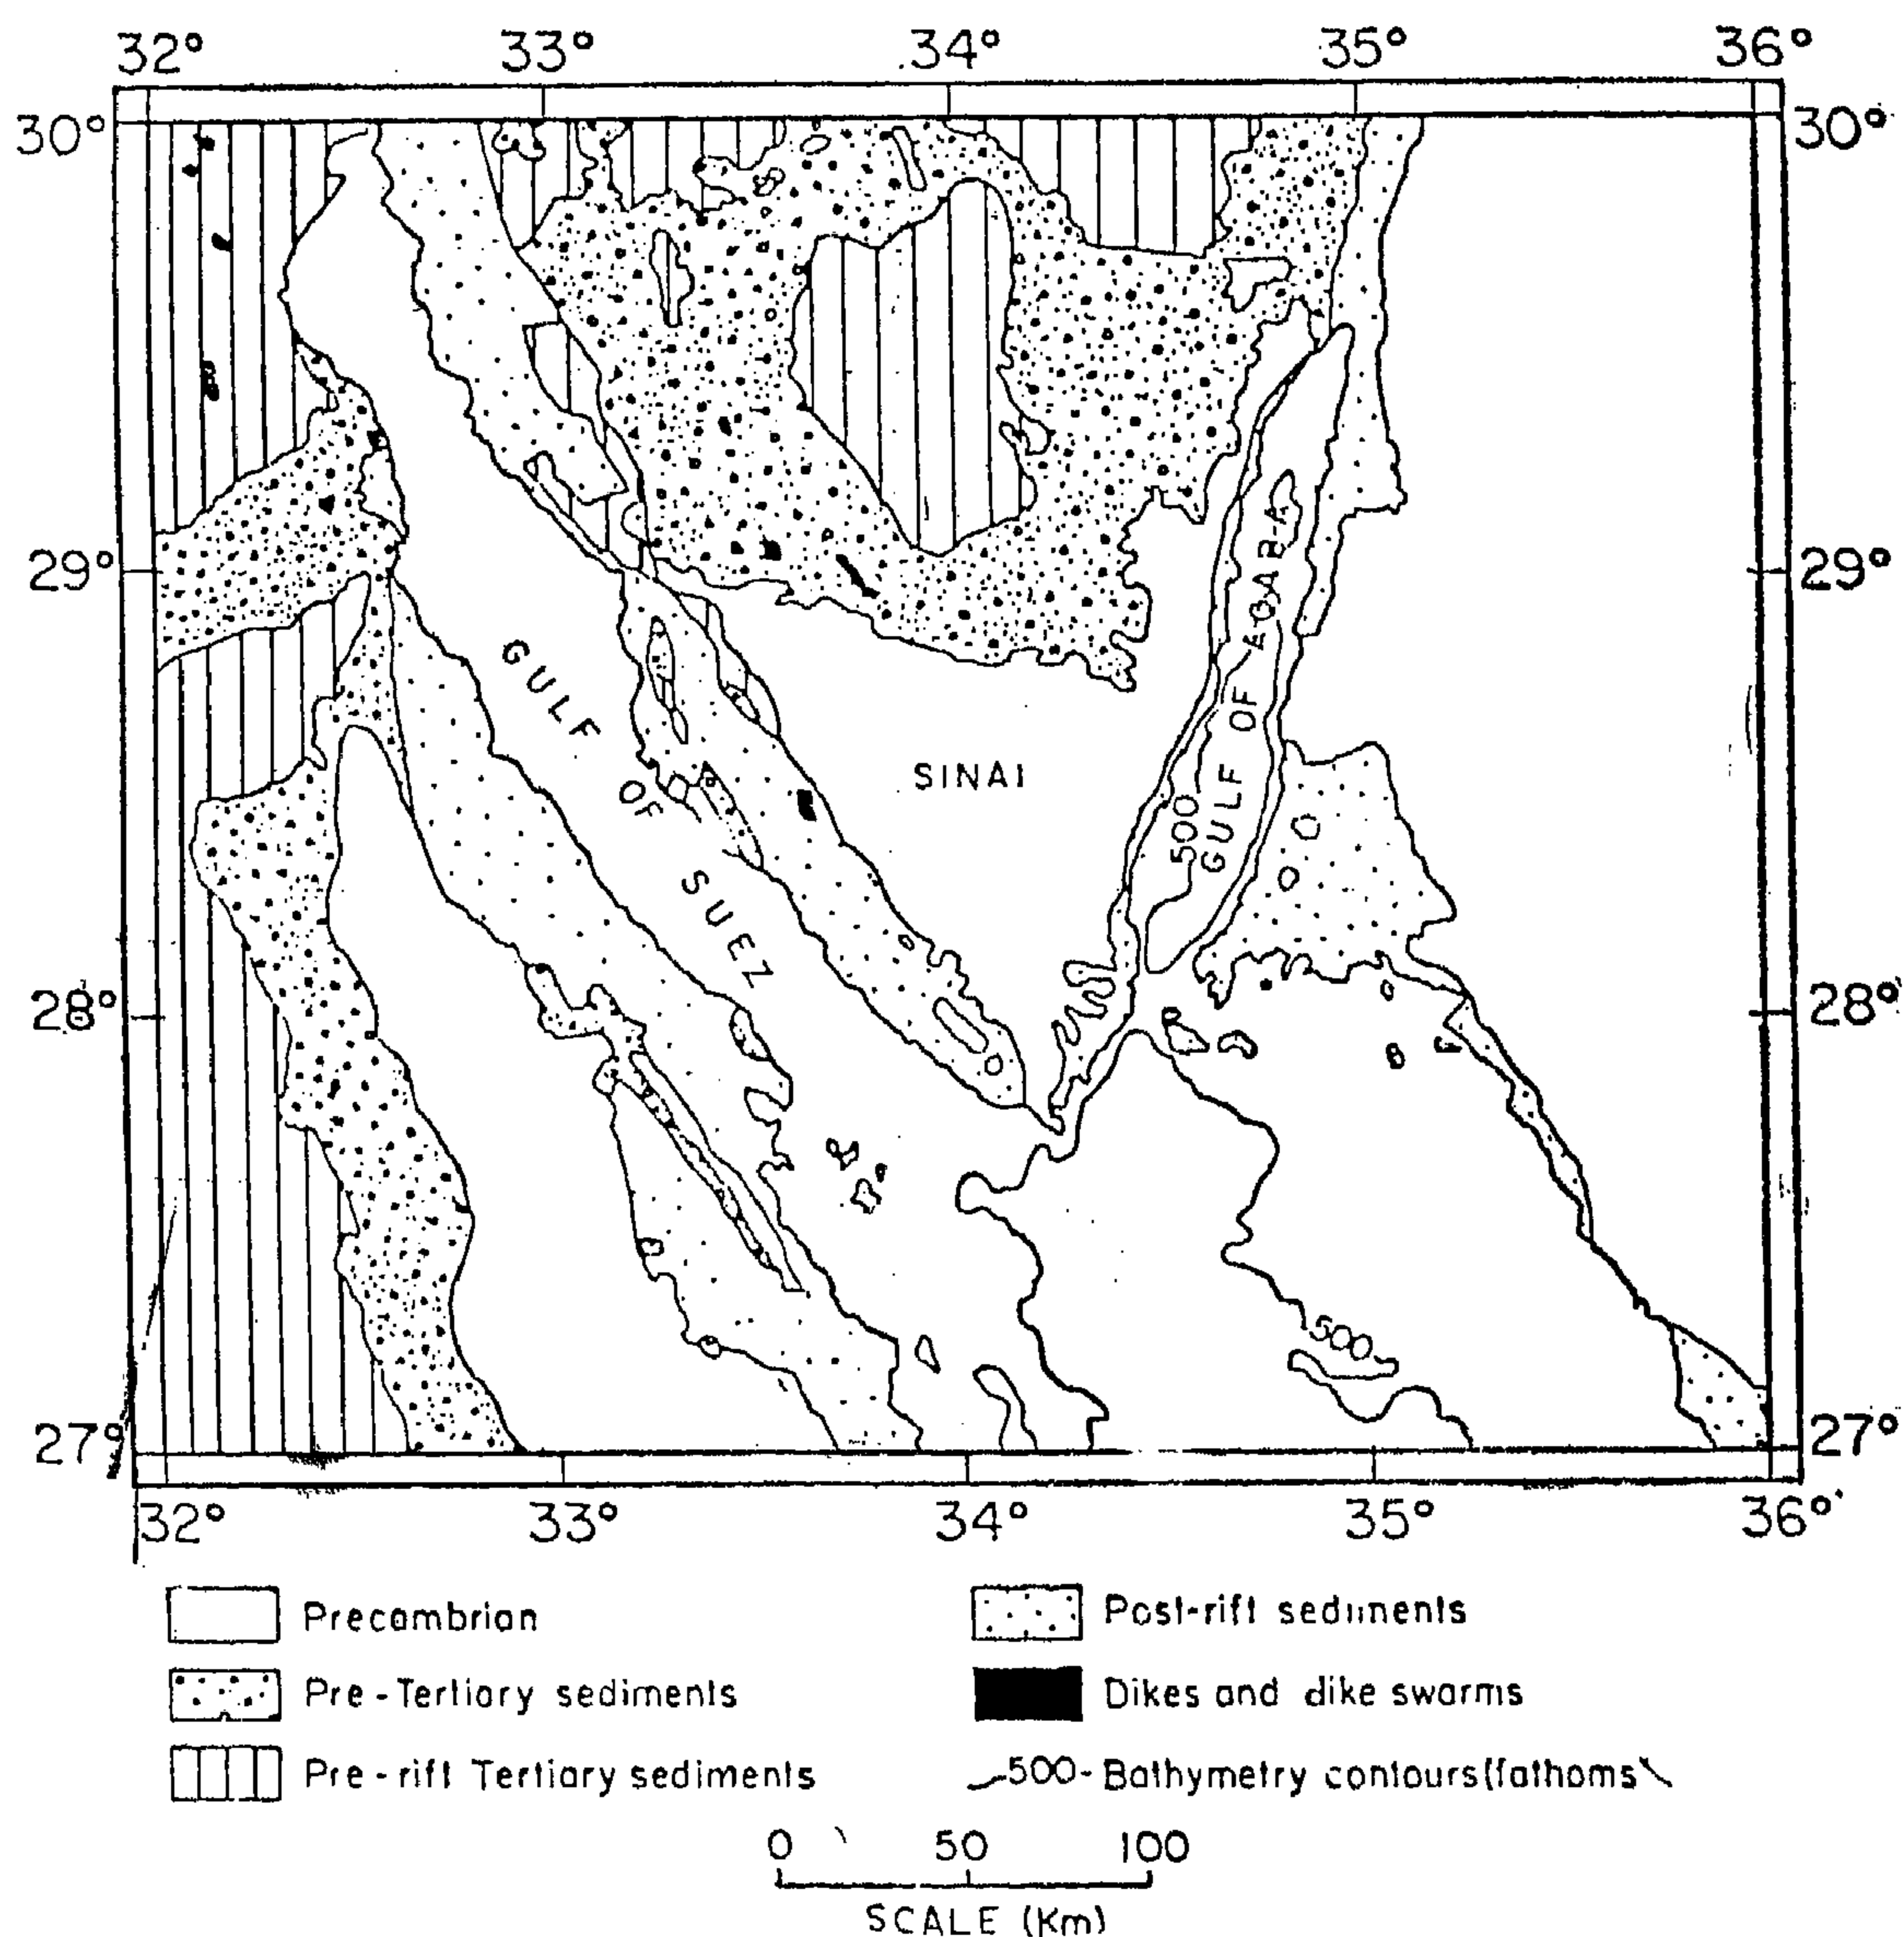 32° 33° 34° 35° 36°
30° 30°
29° 29°
GULF OF AQABA
GULF OF SUEZ
SINAI
500
28° 28°
500
27° 27°
32° 33° 34° 35° 36°
Precambrian
Post-rift sediments
Pre-Tertiary sediments
Dikes and dike swarms
Pre-rift Tertiary sediments
500- Bathymetry contours (fathoms)
0 50 100
SCALE (Km)